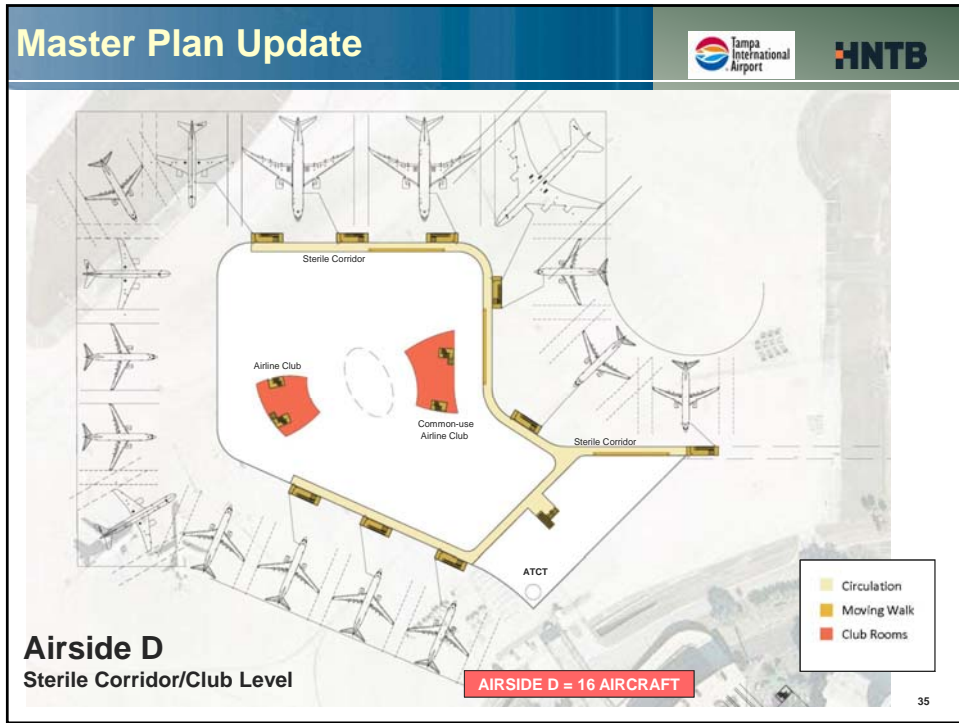 Master Plan Update
Tampa
International
Airport
HNTB
Sterile Corridor
Airline Club
Common-use
Airline Club
Sterile Corridor
ATCT
Circulation
Moving Walk
Club Rooms
Airside D
Sterile Corridor/Club Level
AIRSIDE D = 16 AIRCRAFT
35